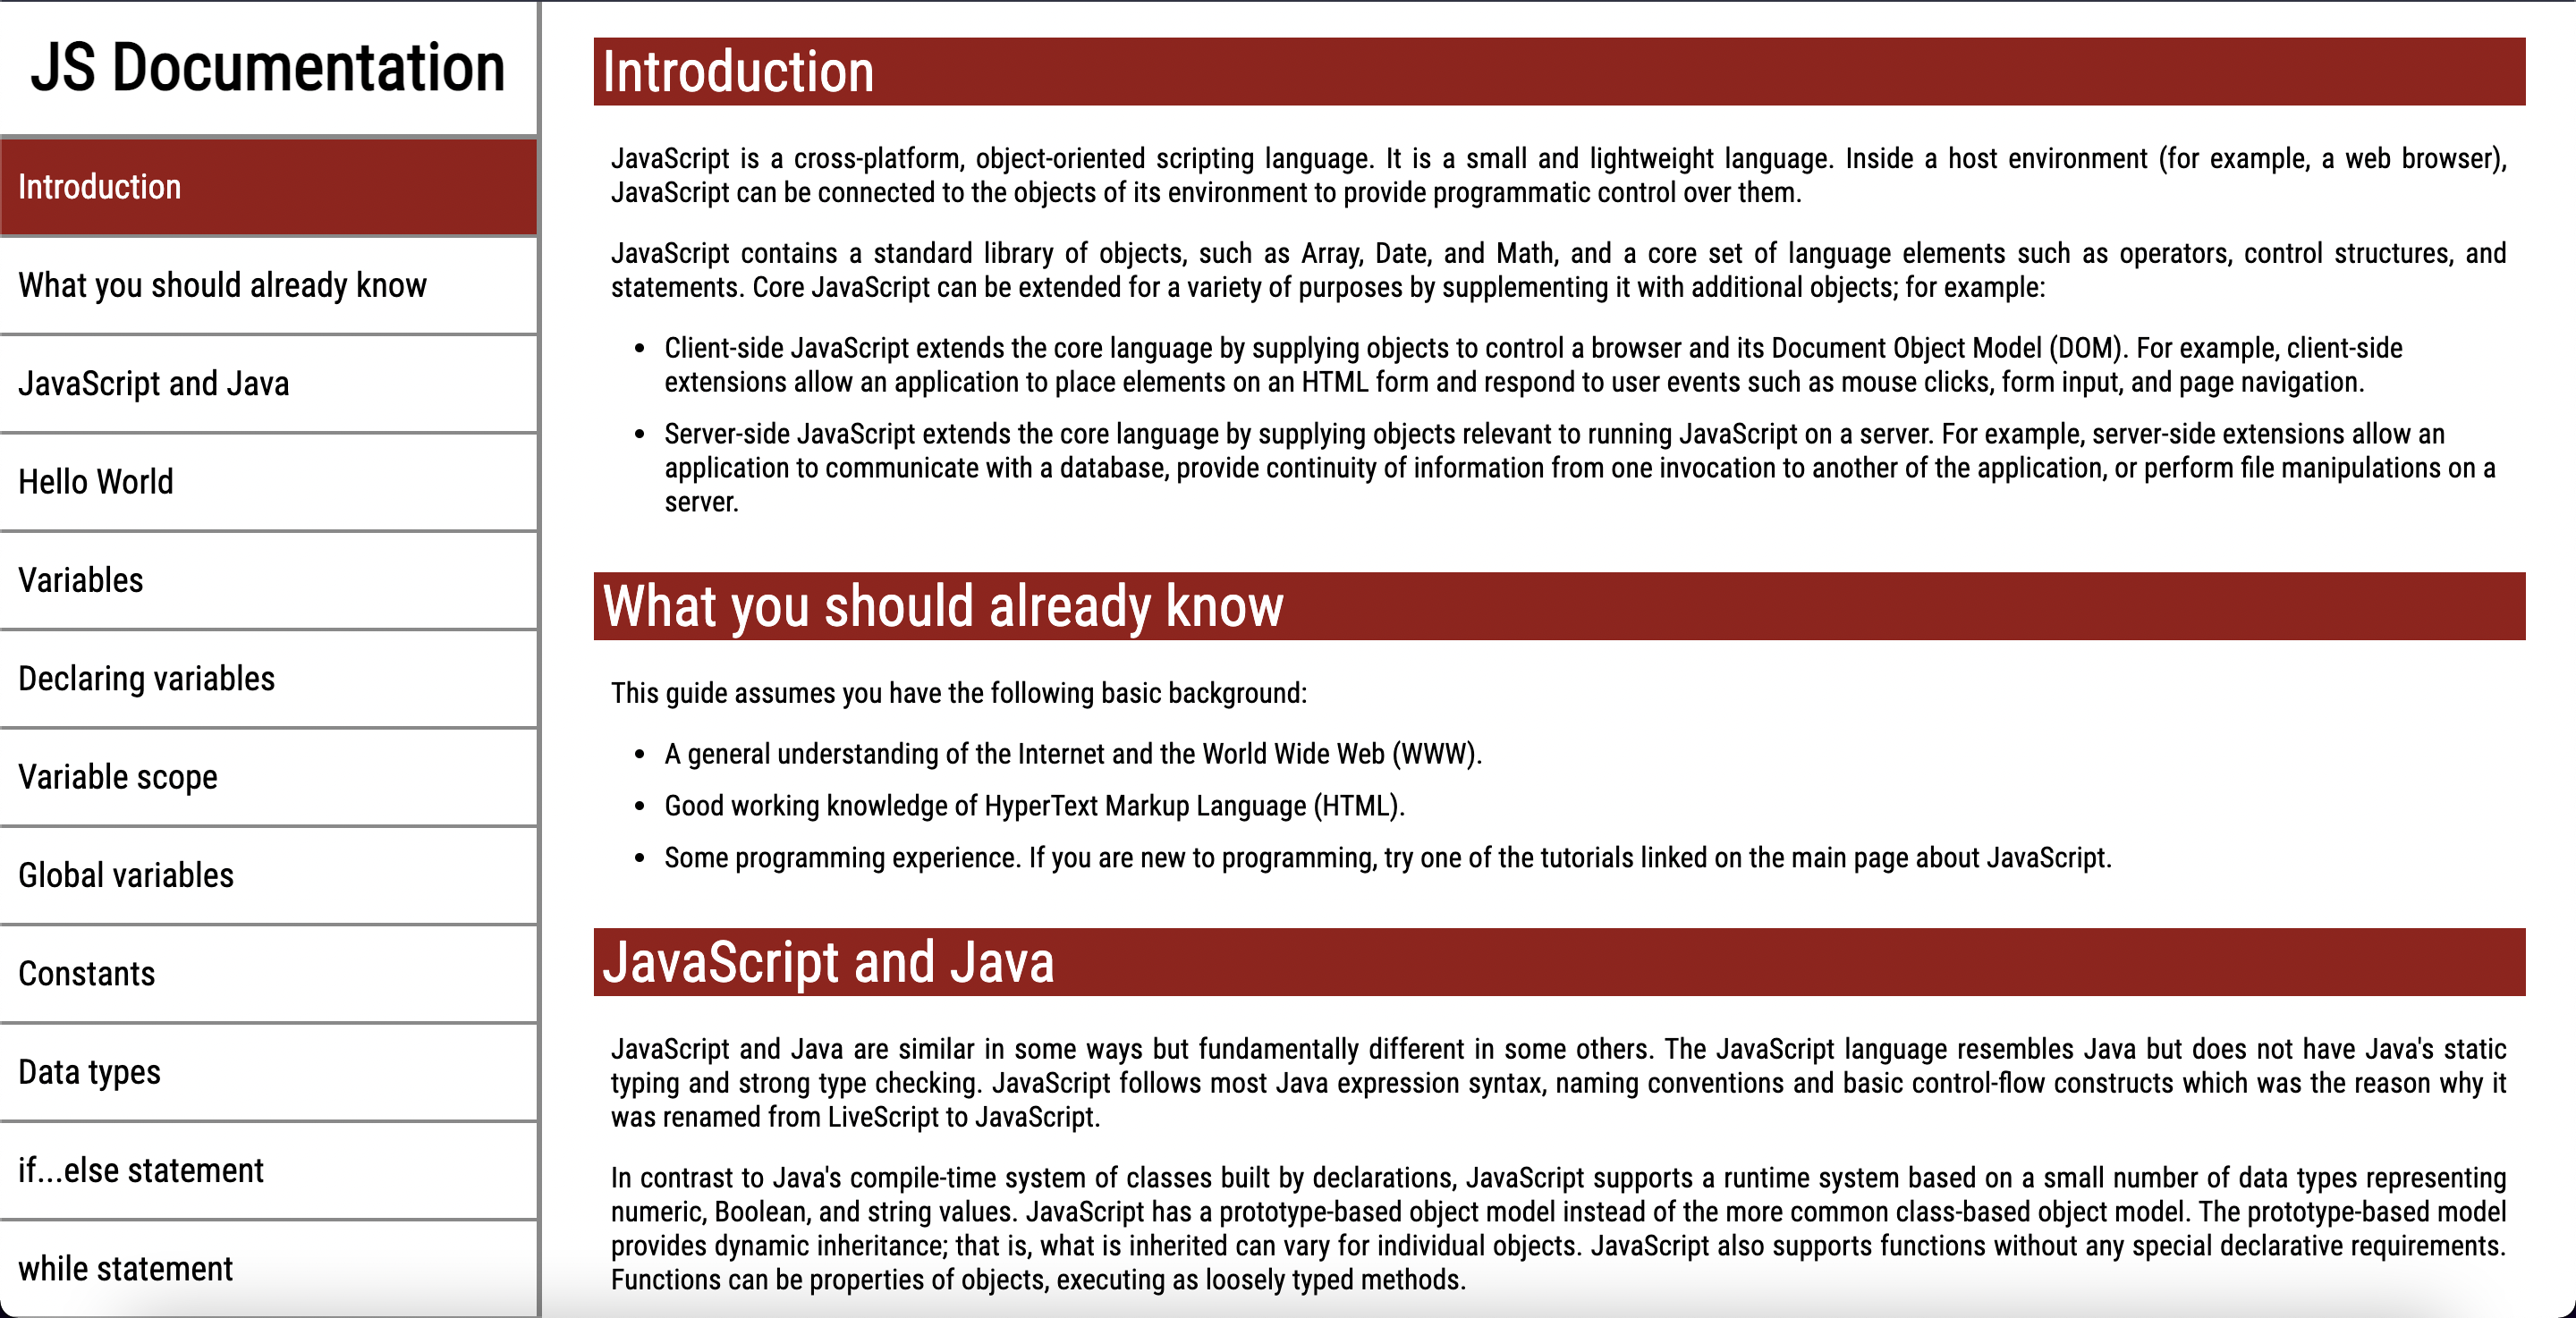 JS Documentation
Introduction
What you should already know
JavaScript and Java
Hello World
Variables
Declaring variables
Variable scope
Global variables
Constants
Data types
if...else statement
while statement
Introduction
JavaScript is a cross-platform, object-oriented scripting language. It is a small and lightweight language. Inside a host environment (for example, a web browser),
JavaScript can be connected to the objects of its environment to provide programmatic control over them.
JavaScript contains a standard library of objects, such as Array, Date, and Math, and a core set of language elements such as operators, control structures, and
statements. Core JavaScript can be extended for a variety of purposes by supplementing it with additional objects; for example:
• Client-side JavaScript extends the core language by supplying objects to control a browser and its Document Object Model (DOM). For example, client-side
extensions allow an application to place elements on an HTML form and respond to user events such as mouse clicks, form input, and page navigation.
• Server-side JavaScript extends the core language by supplying objects relevant to running JavaScript on a server. For example, server-side extensions allow an
application to communicate with a database, provide continuity of information from one invocation to another of the application, or perform file manipulations on a
server.
What you should already know
This guide assumes you have the following basic background:
• A general understanding of the Internet and the World Wide Web (WWW).
• Good working knowledge of HyperText Markup Language (HTML).
• Some programming experience. If you are new to programming, try one of the tutorials linked on the main page about JavaScript.
JavaScript and Java
JavaScript and Java are similar in some ways but fundamentally different in some others. The JavaScript language resembles Java but does not have Java's static
typing and strong type checking. JavaScript follows most Java expression syntax, naming conventions and basic control-flow constructs which was the reason why it
was renamed from LiveScript to JavaScript.
In contrast to Java's compile-time system of classes built by declarations, JavaScript supports a runtime system based on a small number of data types representing
numeric, Boolean, and string values. JavaScript has a prototype-based object model instead of the more common class-based object model. The prototype-based model
provides dynamic inheritance; that is, what is inherited can vary for individual objects. JavaScript also supports functions without any special declarative requirements.
Functions can be properties of objects, executing as loosely typed methods.